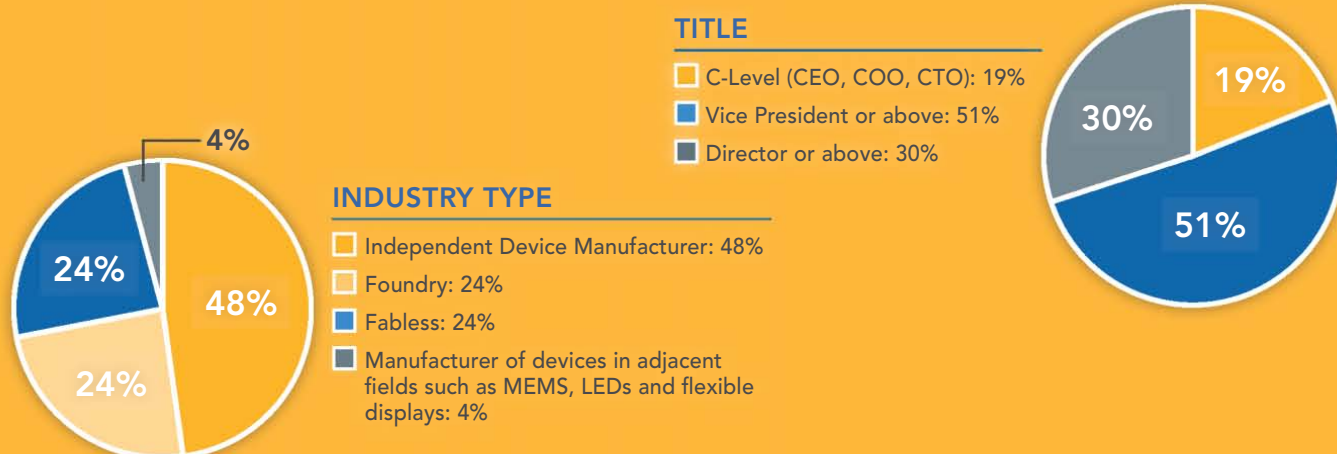 TITLE
C-Level (CEO, COO, CTO): 19%
Vice President or above: 51%
Director or above: 30%
19%
30%
51%
4%
24%
48%
24%
INDUSTRY TYPE
Independent Device Manufacturer: 48%
Foundry: 24%
Fabless: 24%
Manufacturer of devices in adjacent
fields such as MEMS, LEDs and flexible
displays: 4%